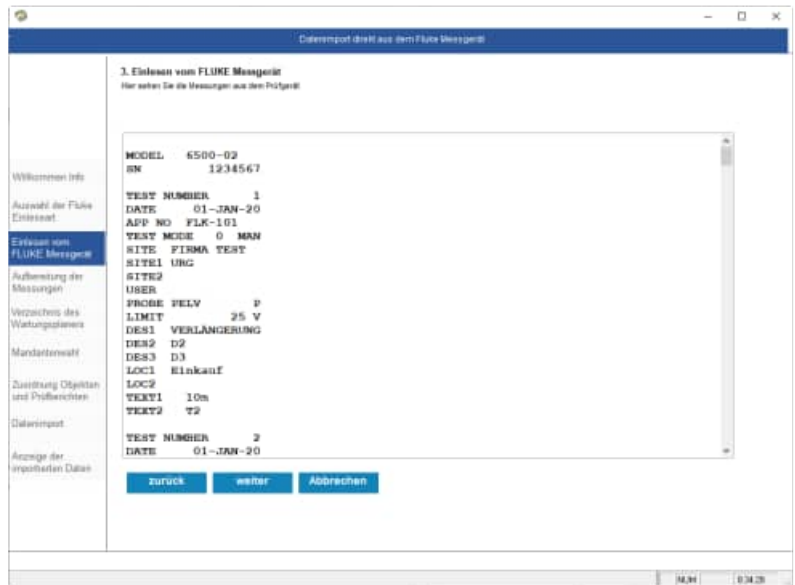 Datenimport direkt aus dem Fluke Messgerät
3. Einlesen vom FLUKE Messgerät
Hier sehen Sie die Messungen aus dem Prüfgerät
Willkommen Info
Auswahl der Fluke
Einleseart
Einlesen vom
FLUKE Messgerät
Aufbereitung der
Messungen
Verzeichnis des
Wartungsplaners
Mandantenwahl
Zuordnung Objekten
und Prüfberichten
Datenimport
Anzeige der
importierten Daten
MODEL 6500-02
SN 1234567
TEST NUMBER 1
DATE 01-JAN-20
APP NO FLK-101
TEST MODE 0 MAN
SITE FIRMA TEST
SITE1 URG
SITE2
USER
PROBE PELV P
LIMIT 25 V
DES1 VERLÄNGERUNG
DES2 D2
DES3 D3
LOC1 Einkauf
LOC2
TEXT1 10m
TEXT2 T2
TEST NUMBER 2
DATE 01-JAN-20
zurück weiter Abbrechen
NUM